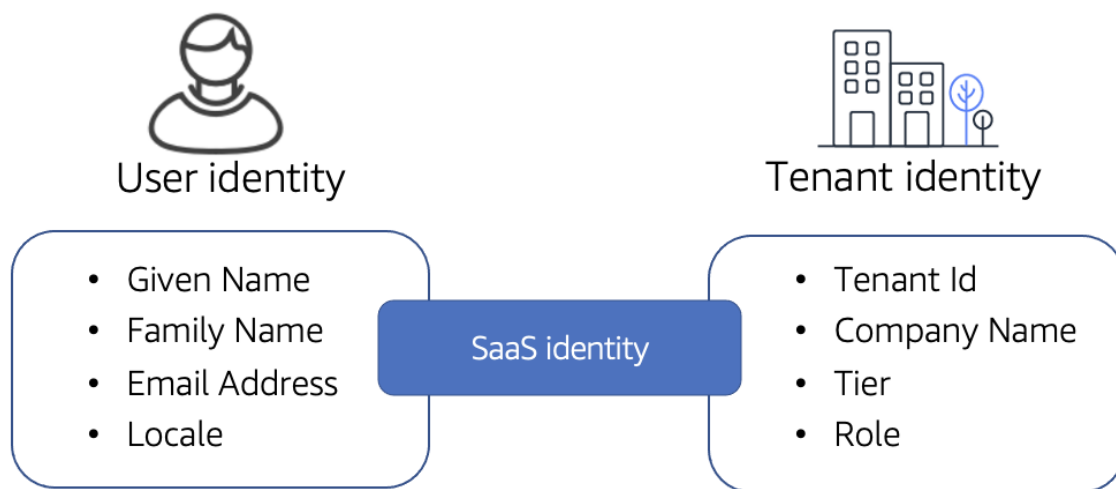 User identity
Tenant identity
• Given Name
• Family Name
• Email Address
• Locale
SaaS identity
• Tenant Id
• Company Name
• Tier
• Role